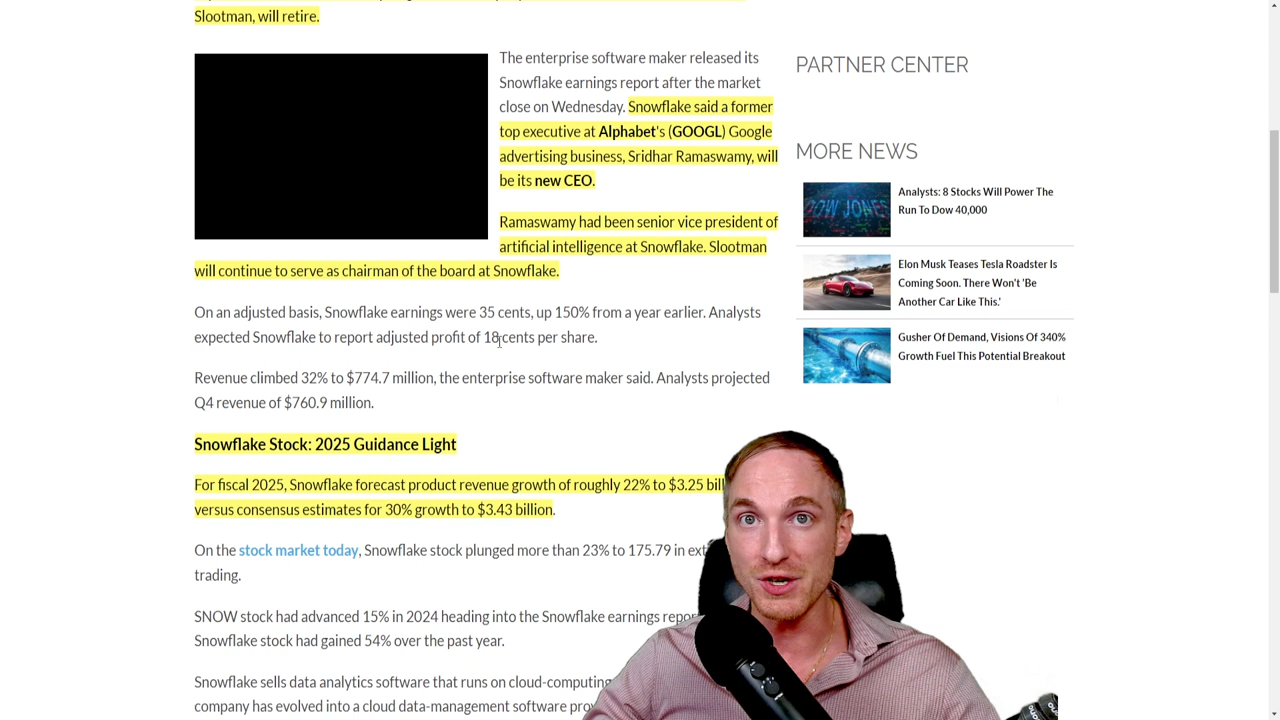 Slootman, will retire.
The enterprise software maker released its
Snowflake earnings report after the market
close on Wednesday. Snowflake said a former
top executive at Alphabet's (GOOGL) Google
advertising business, Sridhar Ramaswamy, will
be its new CEO.
Ramaswamy had been senior vice president of
artificial intelligence at Snowflake. Slootman
will continue to serve as chairman of the board at Snowflake.
On an adjusted basis, Snowflake earnings were 35 cents, up 150% from a year earlier. Analysts
expected Snowflake to report adjusted profit of 18 cents per share.
Revenue climbed 32% to $774.7 million, the enterprise software maker said. Analysts projected
Q4 revenue of $760.9 million.
Snowflake Stock: 2025 Guidance Light
For fiscal 2025, Snowflake forecast product revenue growth of roughly 22% to $3.25
versus consensus estimates for 30% growth to $3.43 billion.
On the stock market today, Snowflake stock plunged more than 23% to 175.79 in
trading.
SNOW stock had advanced 15% in 2024 heading into the Snowflake earnings
Snowflake stock had gained 54% over the past year.
Snowflake sells data analytics software that runs on cloud-computing
company has evolved into a cloud data-management software
PARTNER CENTER
MORE NEWS
DOW JONES
Analysts: 8 Stocks Will Power The
Run To Dow 40,000
Elon Musk Teases Tesla Roadster Is
Coming Soon. There Won't 'Be
Another Car Like This.'
Gusher Of Demand, Visions Of 340%
Growth Fuel This Potential Breakout